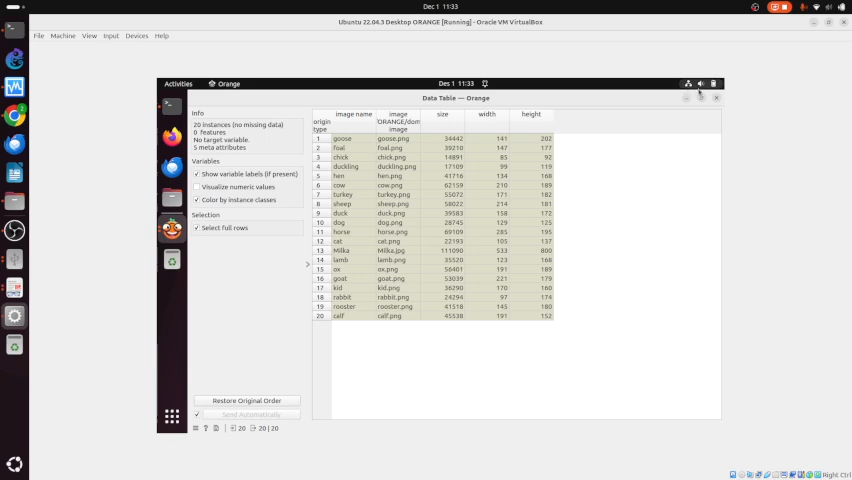 Dec 1 11:33
Ubuntu 22.04.3 Desktop ORANGE [Running] - Oracle VM VirtualBox
File Machine View Input Devices Help
Activities Orange Des 1 11:33
Data Table — Orange
Info
20 instances (no missing data)
0 features
No target variable.
5 meta attributes
Variables
Show variable labels (if present)
Visualize numeric values
Color by instance classes
Selection
Select full rows
Restore Original Order
Send Automatically
20 20 | 20
image name image size width height
origin 'ORANGE/dom
type image
1 goose goose.png 34442 141 202
2 foal foal.png 39210 147 177
3 chick chick.png 14891 85 92
4 duckling duckling.png 17109 99 119
5 hen hen.png 41716 134 168
6 cow cow.png 62159 210 189
7 turkey turkey.png 55072 171 182
8 sheep sheep.png 58022 214 181
9 duck duck.png 39583 158 172
10 dog dog.png 28745 129 125
11 horse horse.png 69109 285 195
12 cat cat.png 22193 105 137
13 Milka Milka.jpg 111090 533 800
14 lamb lamb.png 35520 123 168
15 ox ox.png 56401 191 189
16 goat goat.png 53039 221 179
17 kid kid.png 36290 170 160
18 rabbit rabbit.png 24294 97 174
19 rooster rooster.png 41518 145 180
20 calf calf.png 45538 191 152
Right Ctrl